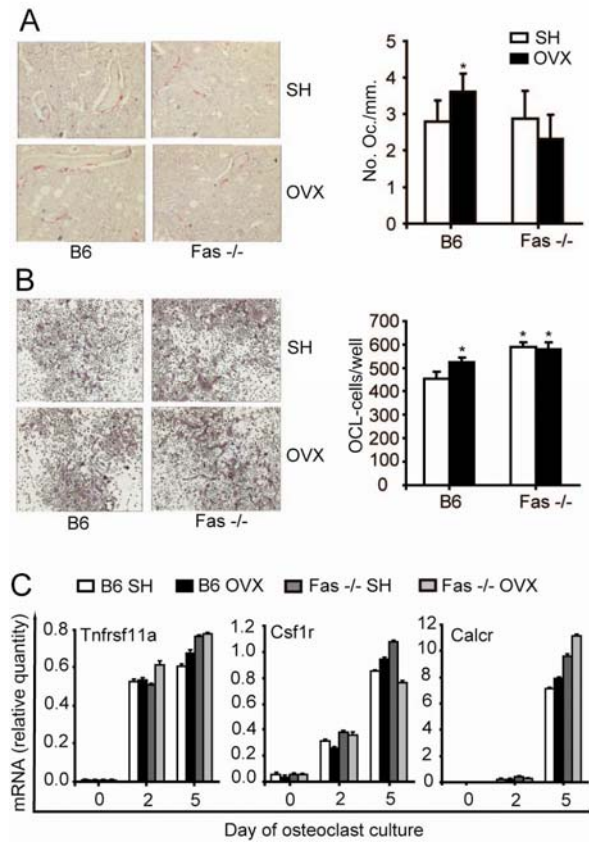 A
SH
OVX
B6 Fas -/-
SH
OVX
*
No. Oc./mm.
5
4
3
2
1
0
B6 Fas -/-
B
SH
OVX
B6 Fas -/-
* * *
OCL-cells/well
700
600
500
400
300
200
100
0
B6 Fas -/-
C
B6 SH B6 OVX Fas -/- SH Fas -/- OVX
mRNA (relative quantity)
Tnfrsf11a
0.8
0.6
0.4
0.2
0.0
0 2 5
Csf1r
1.2
1.0
0.8
0.6
0.4
0.2
0.0
0 2 5
Calcr
12
10
8
6
4
2
0
0 2 5
Day of osteoclast culture